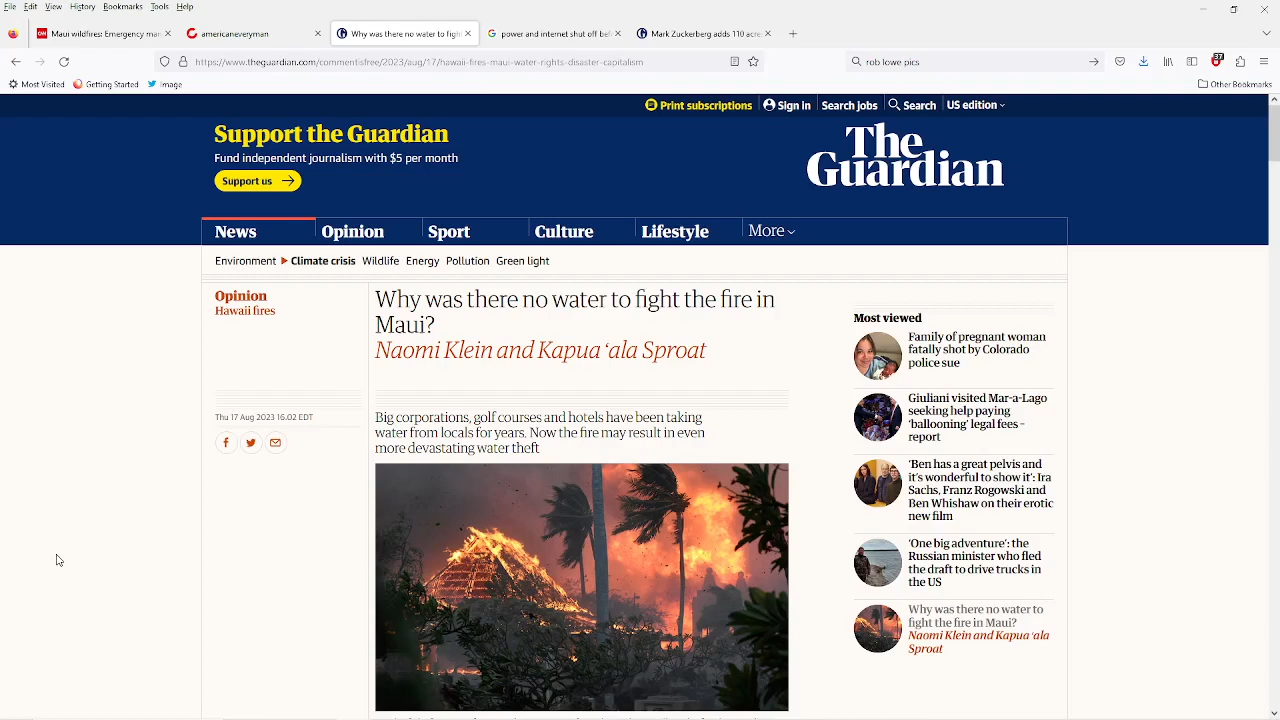 File Edit View History Bookmarks Tools Help
Maui wildfires: Emergency ma
americaneveryman
Why was there no water to figh
power and internet shut off bef
Mark Zuckerberg adds 110 acre
https://www.theguardian.com/commentisfree/2023/aug/17/hawaii-fires-maui-water-rights-disaster-capitalism
rob lowe pics
37
Most Visited Getting Started Image Other Bookmarks
Print subscriptions Sign in Search jobs Search US edition
Support the Guardian
Fund independent journalism with $5 per month
Support us
The
Guardian
News Opinion Sport Culture Lifestyle More
Environment Climate crisis Wildlife Energy Pollution Green light
Opinion
Hawaii fires
Why was there no water to fight the fire in
Maui?
Naomi Klein and Kapuaʻala Sproat
Thu 17 Aug 2023 16.02 EDT
Big corporations, golf courses and hotels have been taking
water from locals for years. Now the fire may result in even
more devastating water theft
Most viewed
Family of pregnant woman
fatally shot by Colorado
police sue
Giuliani visited Mar-a-Lago
seeking help paying
‘ballooning’ legal fees –
report
‘Ben has a great pelvis and
it’s wonderful to show it’: Ira
Sachs, Franz Rogowski and
Ben Whishaw on their erotic
new film
‘One big adventure’: the
Russian minister who fled
the draft to drive trucks in
the US
Why was there no water to
fight the fire in Maui?
Naomi Klein and Kapuaʻala
Sproat